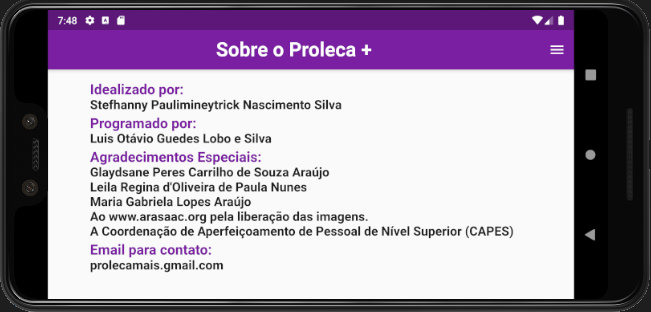 7:48
Sobre o Proleca +
Idealizado por:
Stefhanny Paulimineytrick Nascimento Silva
Programado por:
Luis Otávio Guedes Lobo e Silva
Agradecimentos Especiais:
Glaydsane Peres Carrilho de Souza Araújo
Leila Regina d'Oliveira de Paula Nunes
Maria Gabriela Lopes Araújo
Ao www.arasaac.org pela liberação das imagens.
A Coordenação de Aperfeiçoamento de Pessoal de Nível Superior (CAPES)
Email para contato:
prolecamais.gmail.com